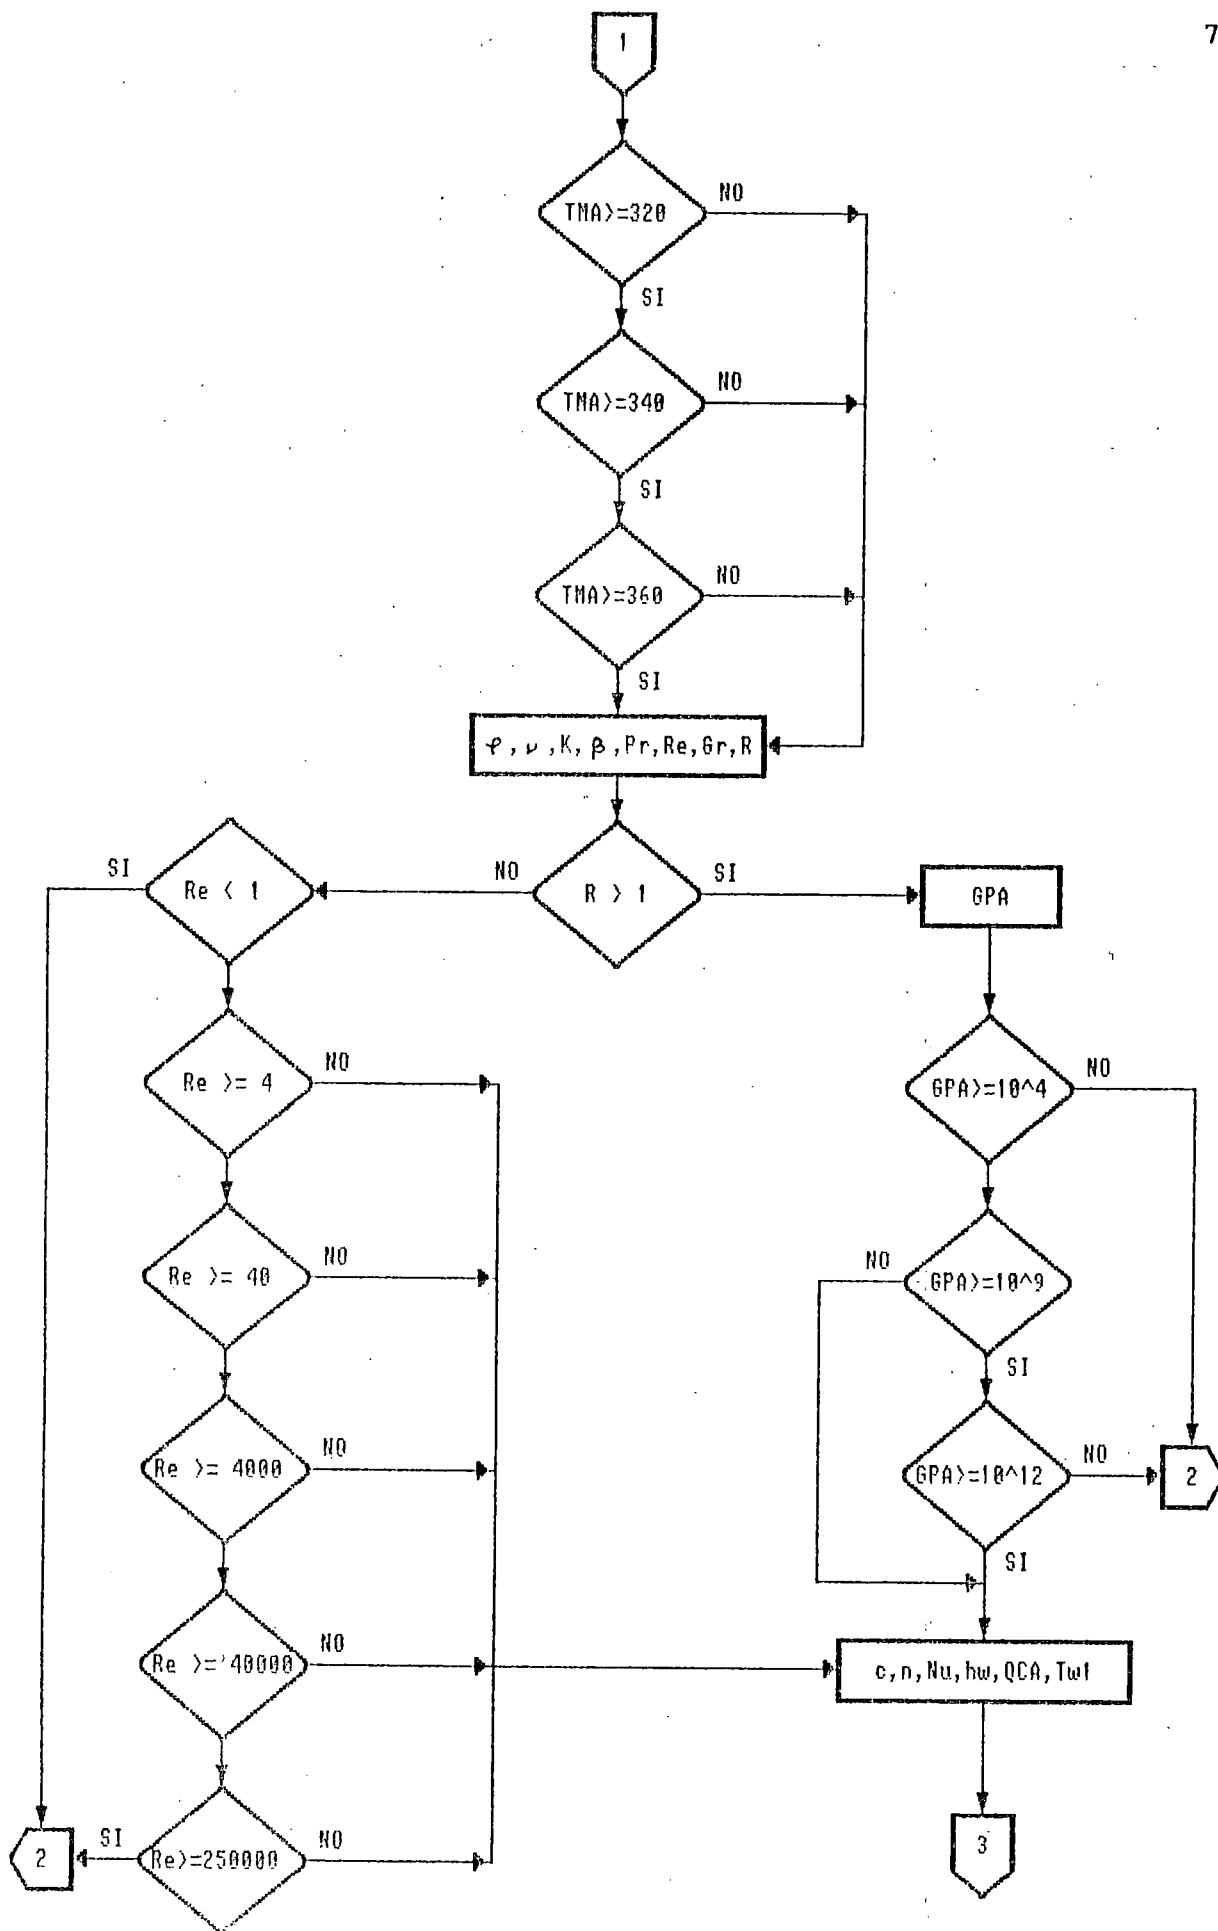 7
1
TMA>=320
NO
SI
TMA>=340
NO
SI
TMA>=360
NO
SI
φ, ν, K, β, Pr, Re, Gr, R
R > 1
NO
SI
Re < 1
SI
GPA
Re >= 4
NO
GPA>=10^4
NO
Re >= 40
NO
GPA>=10^9
NO
SI
Re >= 4000
NO
GPA>=10^12
NO
2
SI
Re >= 40000
NO
c,n,Nu,hw,QCA,Tw1
Re>=250000
SI
NO
2
3